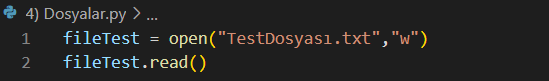 4) Dosyalar.py > ...
1 fileTest = open("TestDosyası.txt","w")
2 fileTest.read()